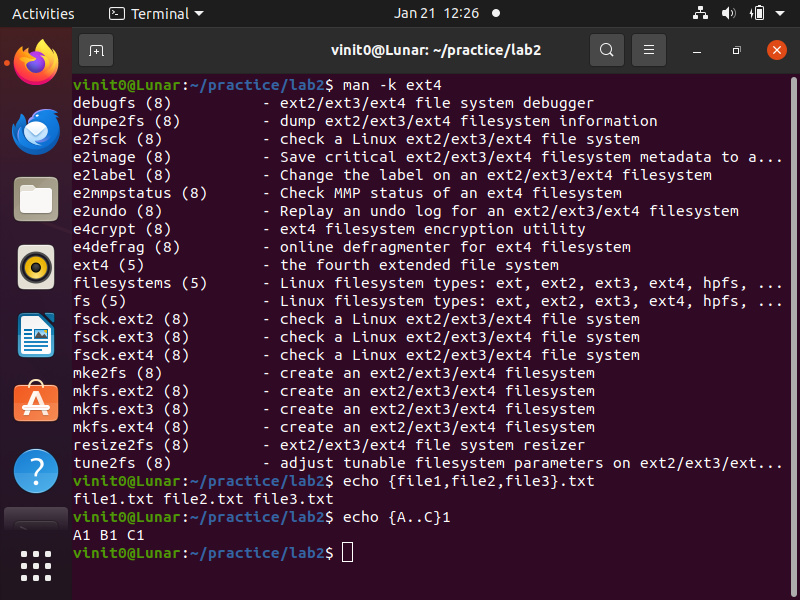 Activities Terminal Jan 21 12:26
vinit0@Lunar: ~/practice/lab2
vinit0@Lunar:~/practice/lab2$ man -k ext4
debugfs (8) - ext2/ext3/ext4 file system debugger
dumpe2fs (8) - dump ext2/ext3/ext4 filesystem information
e2fsck (8) - check a Linux ext2/ext3/ext4 file system
e2image (8) - Save critical ext2/ext3/ext4 filesystem metadata to a...
e2label (8) - Change the label on an ext2/ext3/ext4 filesystem
e2mmpstatus (8) - Check MMP status of an ext4 filesystem
e2undo (8) - Replay an undo log for an ext2/ext3/ext4 filesystem
e4crypt (8) - ext4 filesystem encryption utility
e4defrag (8) - online defragmenter for ext4 filesystem
ext4 (5) - the fourth extended file system
filesystems (5) - Linux filesystem types: ext, ext2, ext3, ext4, hpfs, ...
fs (5) - Linux filesystem types: ext, ext2, ext3, ext4, hpfs, ...
fsck.ext2 (8) - check a Linux ext2/ext3/ext4 file system
fsck.ext3 (8) - check a Linux ext2/ext3/ext4 file system
fsck.ext4 (8) - check a Linux ext2/ext3/ext4 file system
mke2fs (8) - create an ext2/ext3/ext4 filesystem
mkfs.ext2 (8) - create an ext2/ext3/ext4 filesystem
mkfs.ext3 (8) - create an ext2/ext3/ext4 filesystem
mkfs.ext4 (8) - create an ext2/ext3/ext4 filesystem
resize2fs (8) - ext2/ext3/ext4 file system resizer
tune2fs (8) - adjust tunable filesystem parameters on ext2/ext3/ext...
vinit0@Lunar:~/practice/lab2$ echo {file1,file2,file3}.txt
file1.txt file2.txt file3.txt
vinit0@Lunar:~/practice/lab2$ echo {A..C}1
A1 B1 C1
vinit0@Lunar:~/practice/lab2$